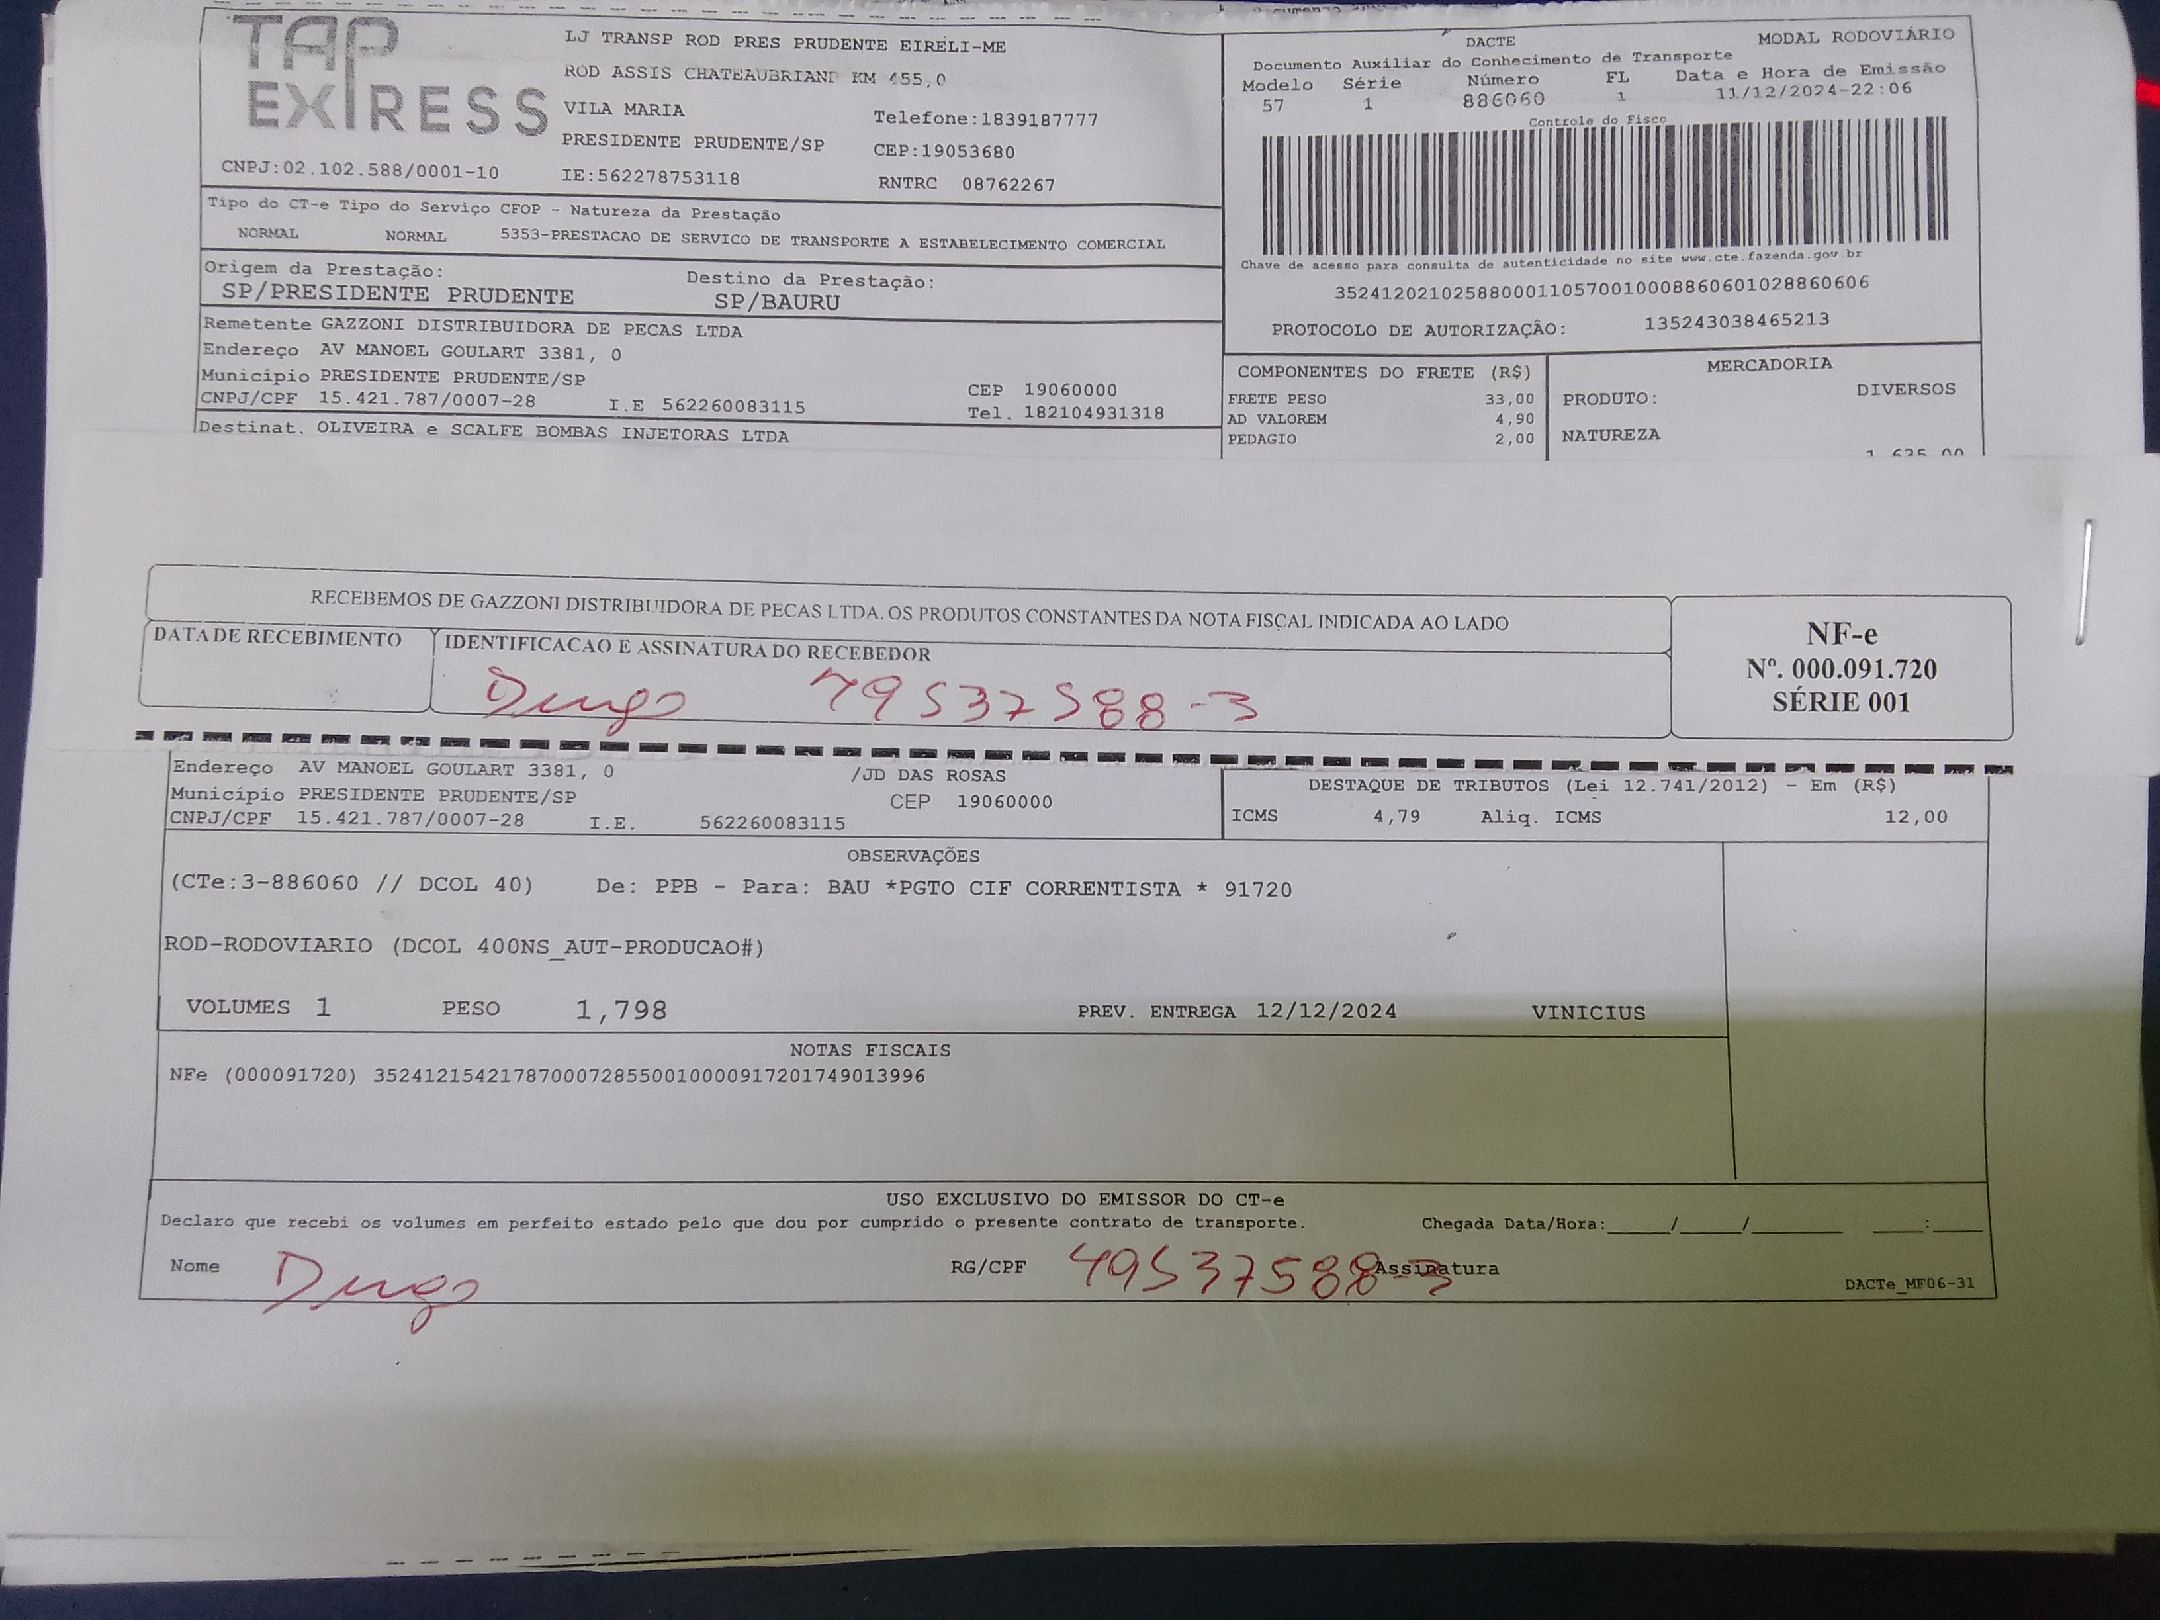 TAP
EXPRESS
CNPJ:02.102.588/0001-10
LJ TRANSP ROD PRES PRUDENTE EIRELI-ME
ROD ASSIS CHATEAUBRIAND KM 455,0
VILA MARIA
Telefone:1839187777
PRESIDENTE PRUDENTE/SP
CEP:19053680
IE:562278753118
RNTRC 08762267
DACTE
MODAL RODOVIÁRIO
Documento Auxiliar do Conhecimento de Transporte
Modelo Série Número FL Data e Hora de Emissão
57 1 886060 1 11/12/2024-22:06
Controle do Fisco
Chave de acesso para consulta de autenticidade no site www.cte.fazenda.gov.br
35241202102588000110570010008860601028860606
PROTOCOLO DE AUTORIZAÇÃO: 135243038465213
Tipo do CT-e Tipo do Serviço CFOP - Natureza da Prestação
NORMAL NORMAL 5353-PRESTACAO DE SERVICO DE TRANSPORTE A ESTABELECIMENTO COMERCIAL
Origem da Prestação: Destino da Prestação:
SP/PRESIDENTE PRUDENTE SP/BAURU
Remetente GAZZONI DISTRIBUIDORA DE PECAS LTDA
Endereço AV MANOEL GOULART 3381, 0
Município PRESIDENTE PRUDENTE/SP CEP 19060000
CNPJ/CPF 15.421.787/0007-28 I.E 562260083115 Tel. 182104931318
Destinat. OLIVEIRA e SCALFE BOMBAS INJETORAS LTDA
COMPONENTES DO FRETE (R$)
FRETE PESO 33,00
AD VALOREM 4,90
PEDAGIO 2,00
MERCADORIA
PRODUTO: DIVERSOS
NATUREZA
1.635,00
RECEBEMOS DE GAZZONI DISTRIBUIDORA DE PECAS LTDA. OS PRODUTOS CONSTANTES DA NOTA FISCAL INDICADA AO LADO
DATA DE RECEBIMENTO
IDENTIFICACAO E ASSINATURA DO RECEBEDOR
49537588-3
NF-e
Nº. 000.091.720
SÉRIE 001
Endereço AV MANOEL GOULART 3381, 0 /JD DAS ROSAS
Município PRESIDENTE PRUDENTE/SP CEP 19060000
CNPJ/CPF 15.421.787/0007-28 I.E. 562260083115
DESTAQUE DE TRIBUTOS (Lei 12.741/2012) - Em (R$)
ICMS 4,79 Aliq. ICMS 12,00
OBSERVAÇÕES
(CTe:3-886060 // DCOL 40) De: PPB - Para: BAU *PGTO CIF CORRENTISTA * 91720
ROD-RODOVIARIO (DCOL 400NS_AUT-PRODUCAO#)
VOLUMES 1 PESO 1,798 PREV. ENTREGA 12/12/2024 VINICIUS
NOTAS FISCAIS
NFe (000091720) 35241215421787000728550010000917201749013996
USO EXCLUSIVO DO EMISSOR DO CT-e
Declaro que recebi os volumes em perfeito estado pelo que dou por cumprido o presente contrato de transporte. Chegada Data/Hora:_____/_____/_______ ____:____
Nome RG/CPF 49537588-3 Assinatura
DACTe_MF06-31